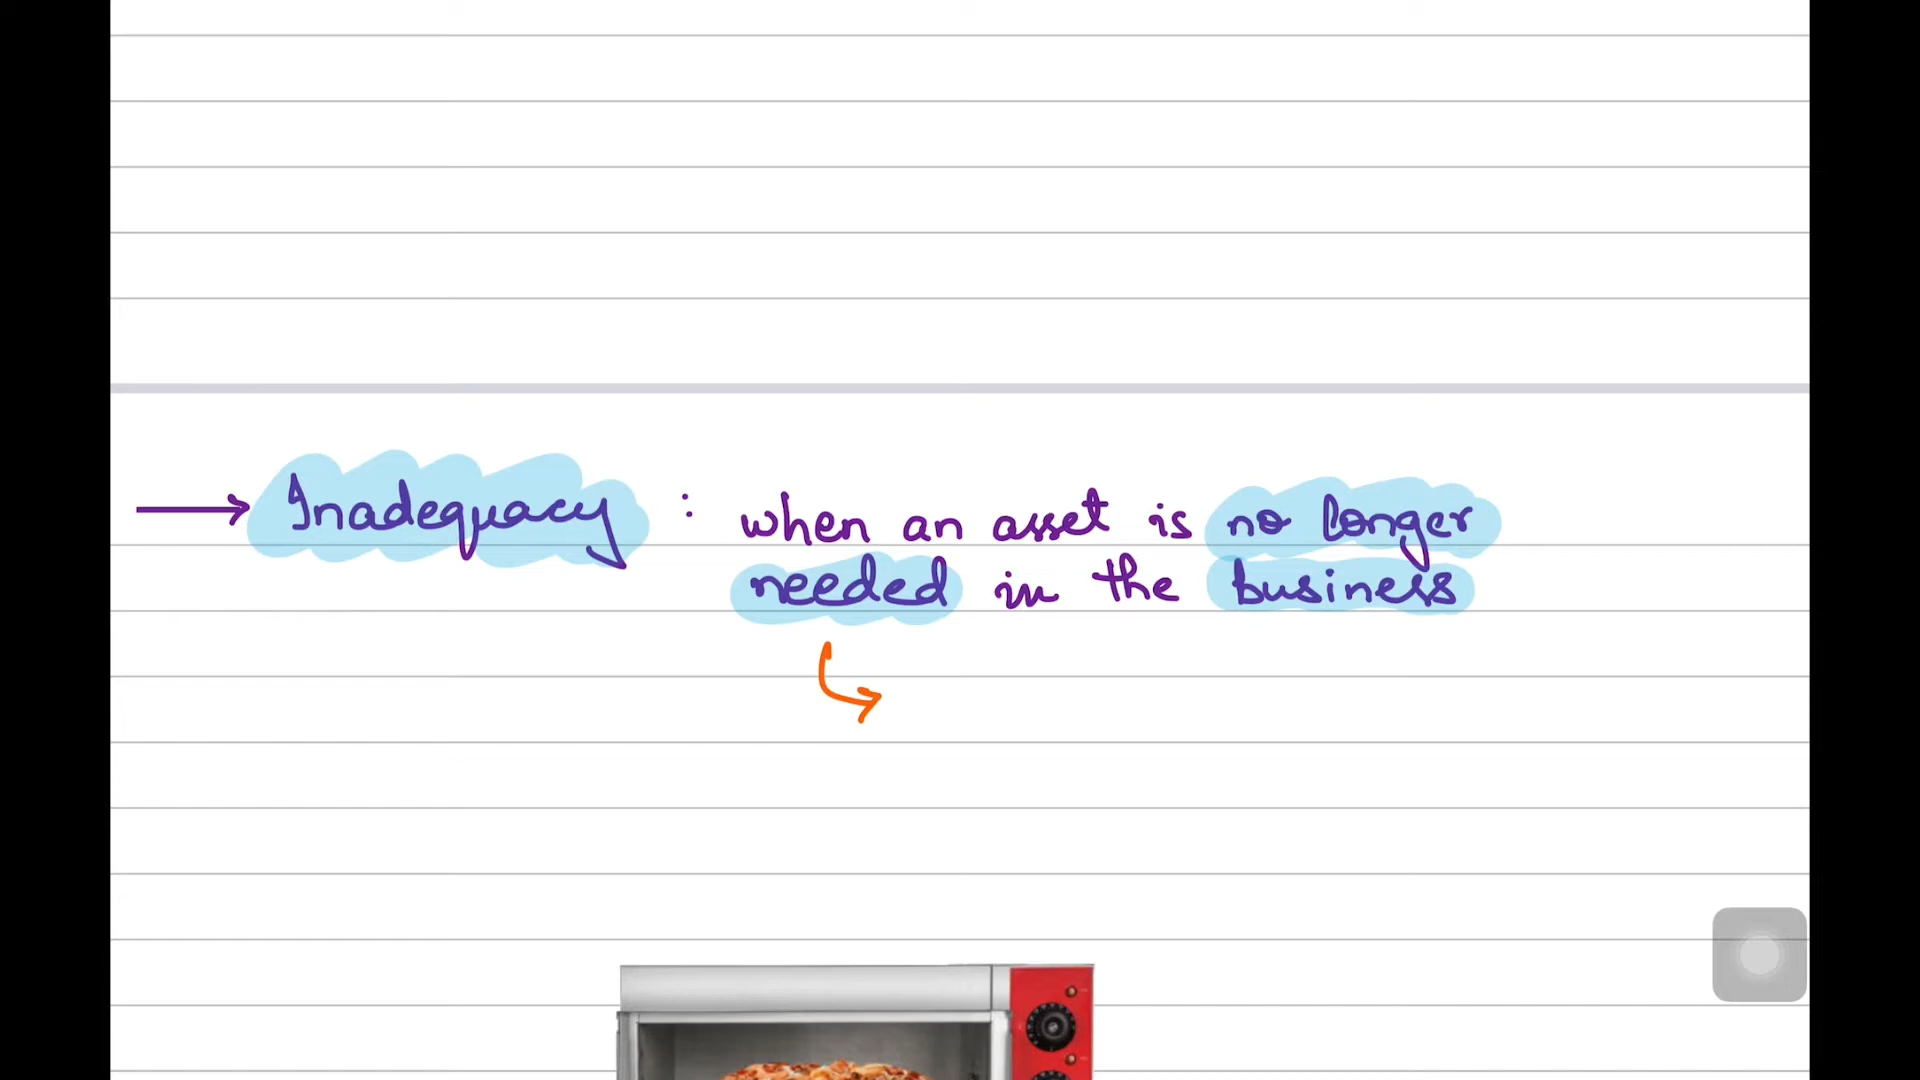 → Inadequacy : when an asset is no longer
needed in the business